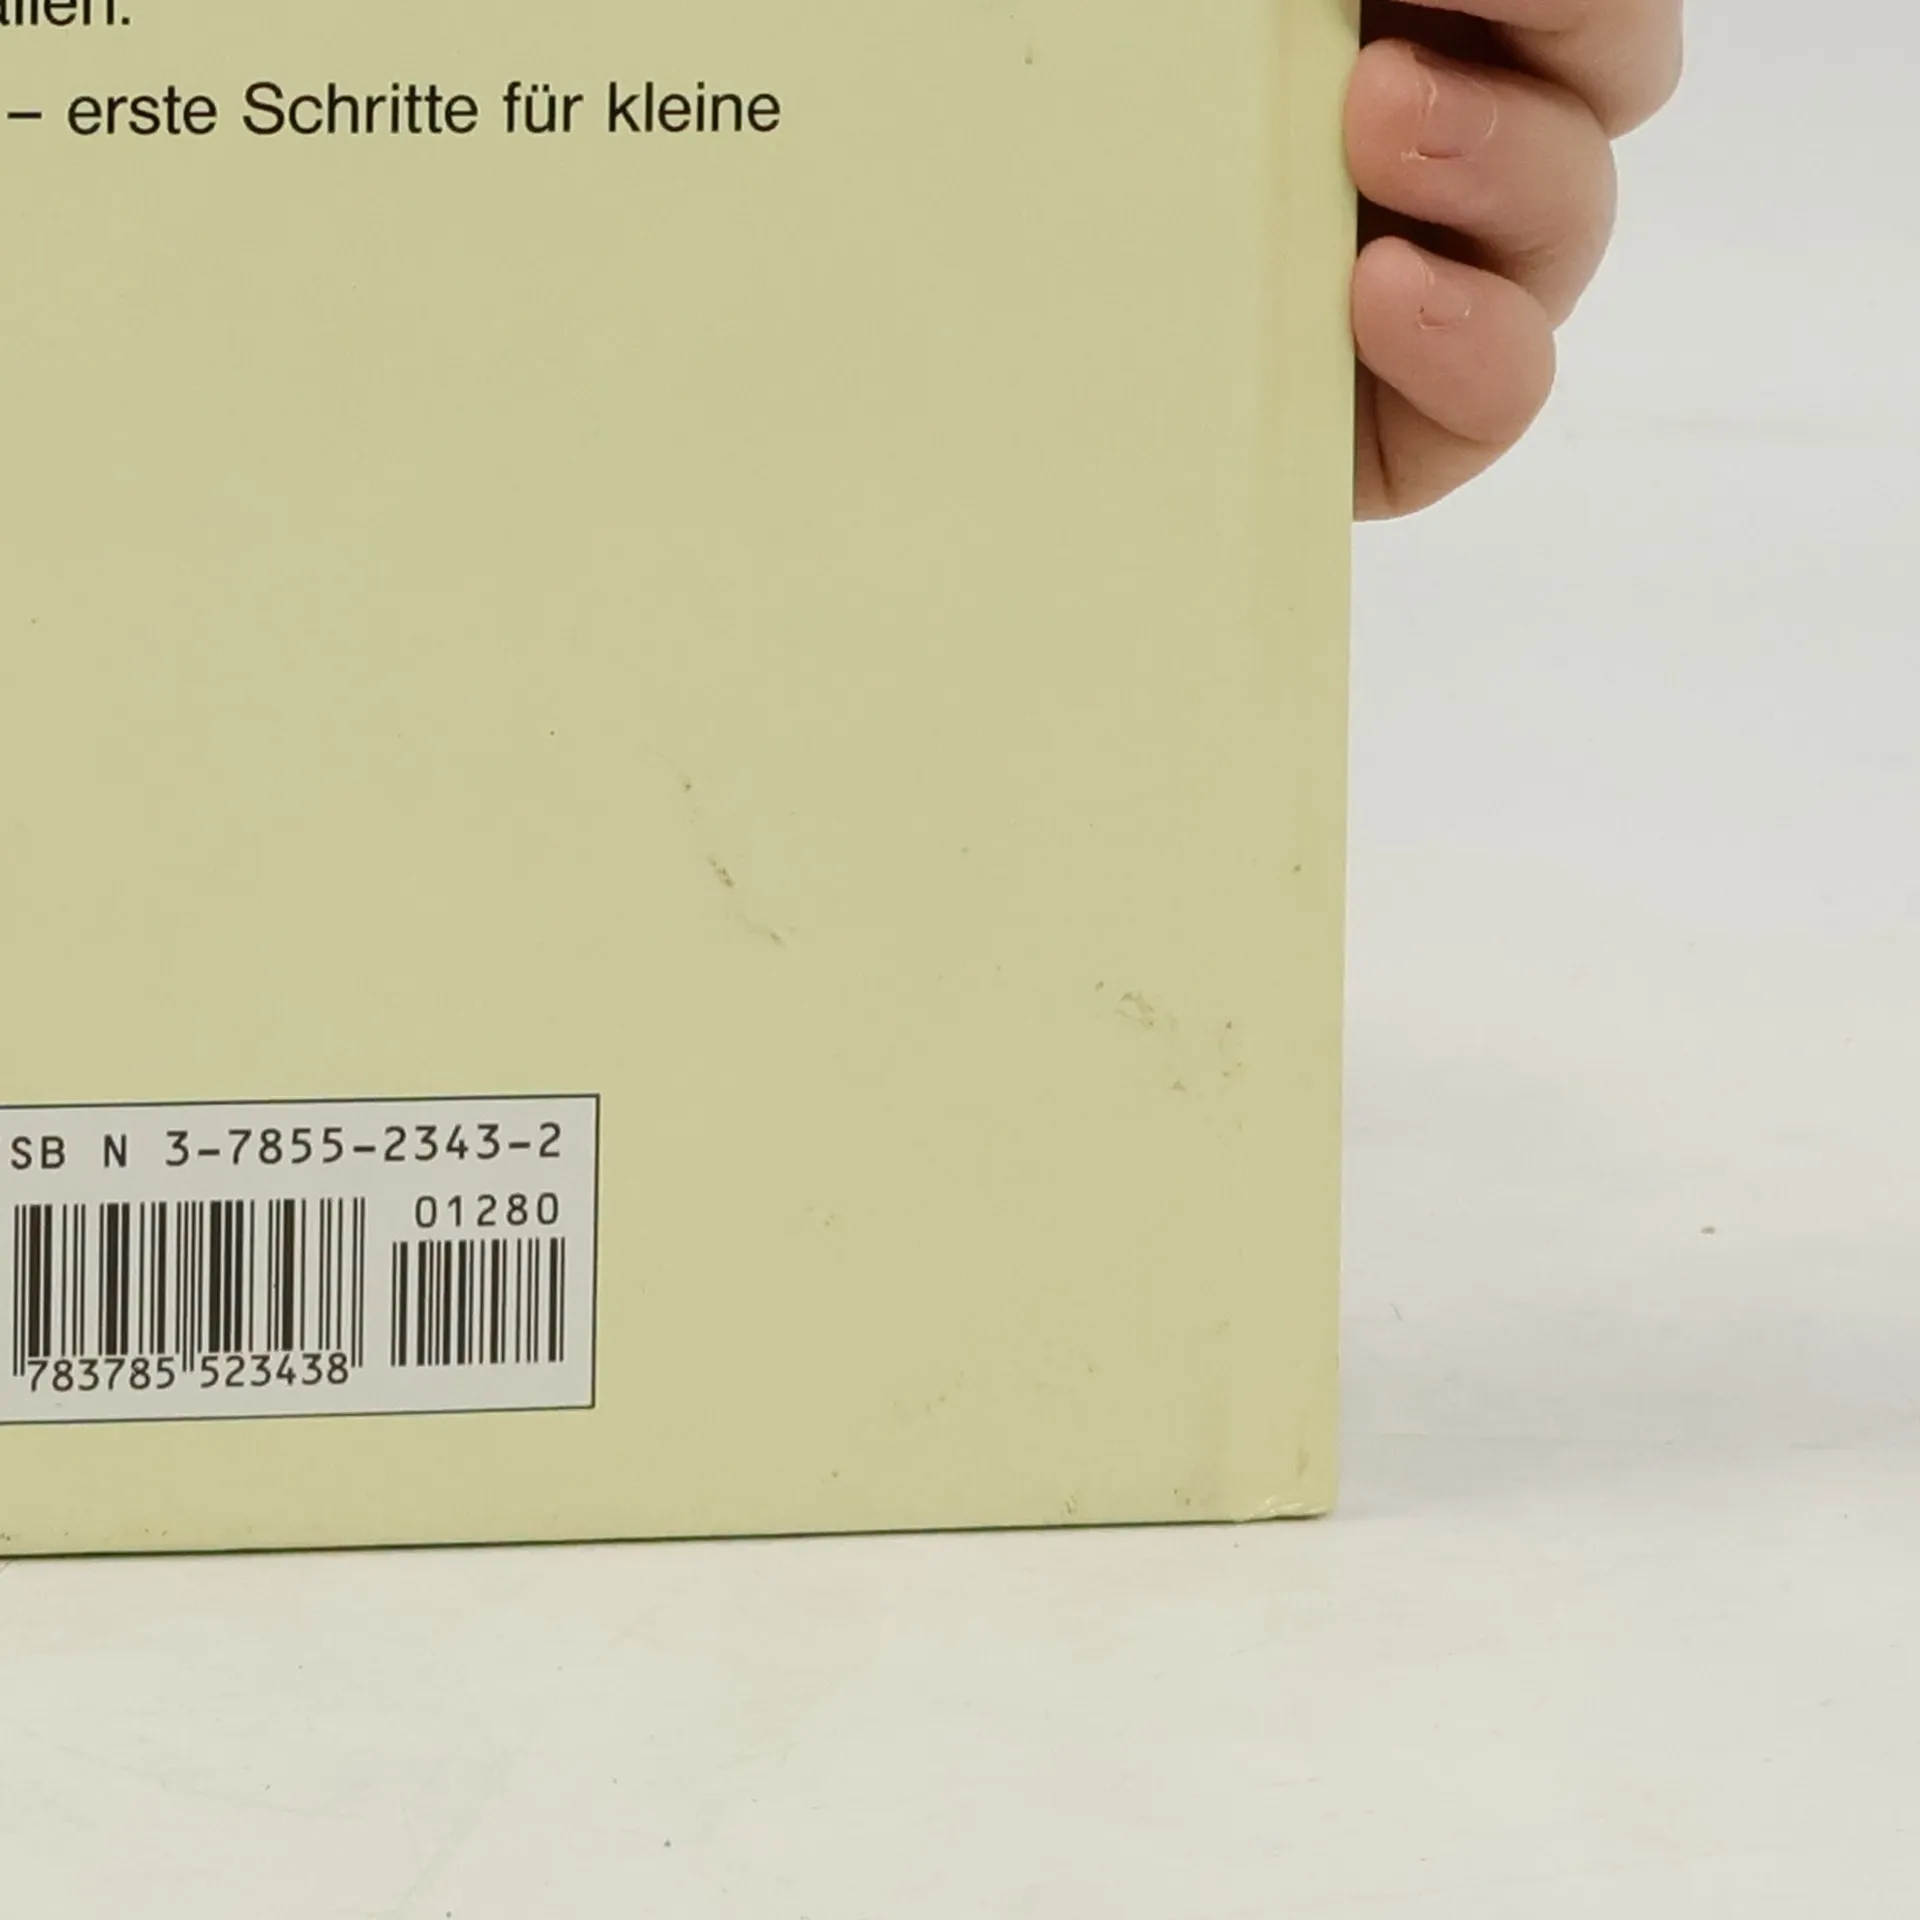 – erste Schritte für kleine
SB N 3-7855-2343-2
01280
783785 523438